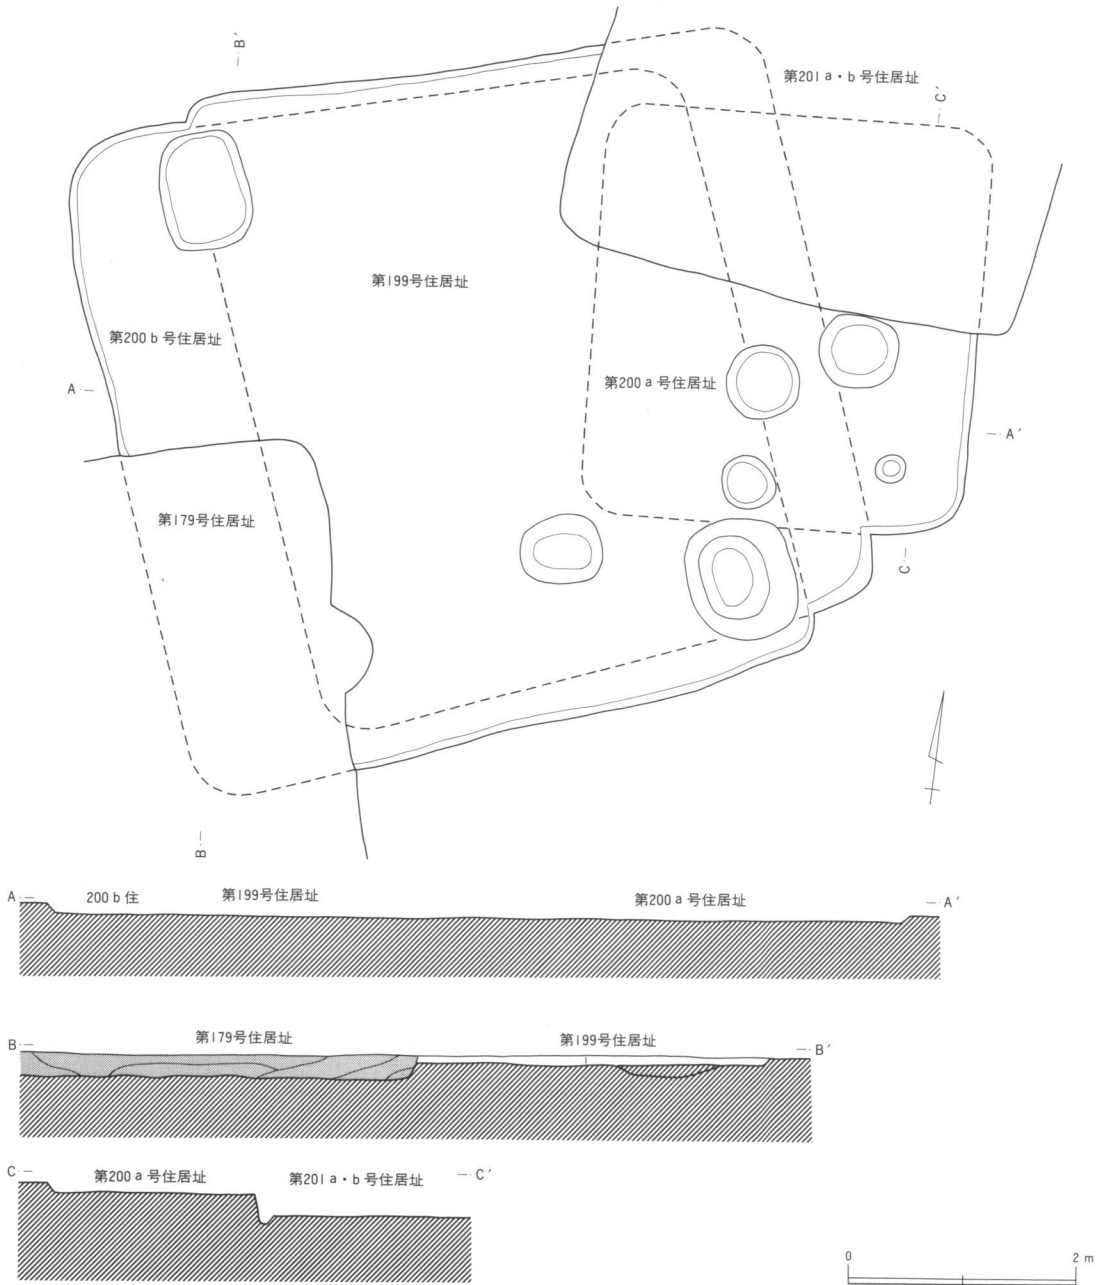 B′
第201a・b号住居址
C′
第199号住居址
第200b号住居址
A
第200a号住居址
A′
第179号住居址
C
B
A 200b住 第199号住居址 第200a号住居址 A′
B 第179号住居址 第199号住居址 B′
C 第200a号住居址 第201a・b号住居址 C′
0 2m